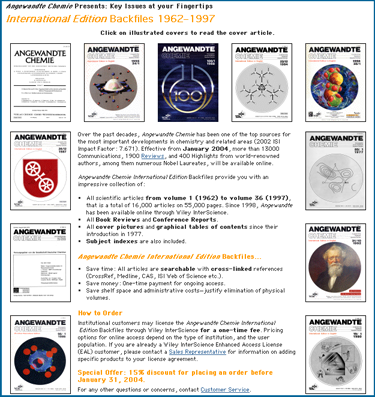 Angewandte Chemie Presents: Key Issues at your Fingertips
International Edition Backfiles 1962-1997
Click on illustrated covers to read the cover article.
ANGEWANDTE
CHEMIE
ANGEWANDTE
CHEMIE
100
ANGEWANDTE
CHEMIE
ANGEWANDTE
CHEMIE
ANGEWANDTE
CHEMIE
ANGEWANDTE
CHEMIE
ANGEWANDTE
CHEMIE
ANGEWANDTE
CHEMIE
ANGEWANDTE
CHEMIE
ANGEWANDTE
CHEMIE
Over the past decades, Angewandte Chemie has been one of the top sources for
the most important developments in chemistry and related areas (2002 ISI
Impact Factor: 7.671). Effective from January 2004, more than 13000
Communications, 1900 Reviews, and 400 Highlights from world-renowned
authors, among them numerous Nobel Laureates, will be available online.
Angewandte Chemie International Edition Backfiles provide you with an
impressive collection of:
• All scientific articles from volume 1 (1962) to volume 36 (1997),
that is a total of 16,000 articles on 55,000 pages. Since 1998, Angewandte
has been available online through Wiley InterScience.
• All Book Reviews and Conference Reports.
• All cover pictures and graphical tables of contents since their
introduction in 1977.
• Subject indexes are also included.
Angewandte Chemie International Edition Backfiles...
• Save time: All articles are searchable with cross-linked references
(CrossRef, Medline, CAS, ISI Web of Science etc.).
• Save money: One-time payment for ongoing access.
• Save shelf space and administrative costs—justify elimination of physical
volumes.
How to Order
Institutional customers may license the Angewandte Chemie International
Edition Backfiles through Wiley InterScience for a one-time fee. Pricing
options for online access depend on the type of institution, and the user
population. If you are already a Wiley InterScience Enhanced Access License
(EAL) customer, please contact a Sales Representative for information on adding
specific products to your license agreement.
Special Offer: 15% discount for placing an order before
January 31, 2004.
For any other questions or concerns, contact Customer Service.